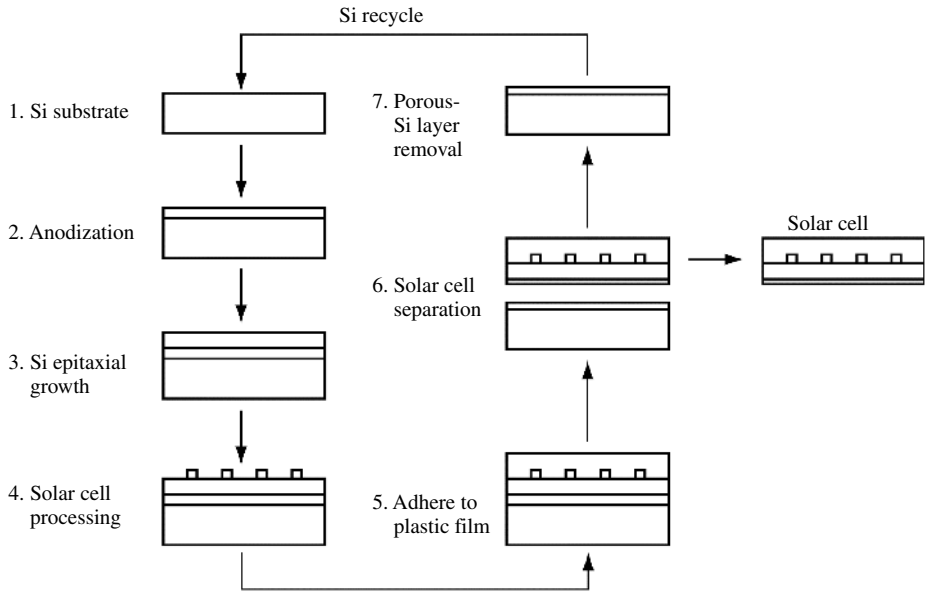 Si recycle
1. Si substrate
2. Anodization
3. Si epitaxial
growth
4. Solar cell
processing
5. Adhere to
plastic film
6. Solar cell
separation
7. Porous-
Si layer
removal
Solar cell